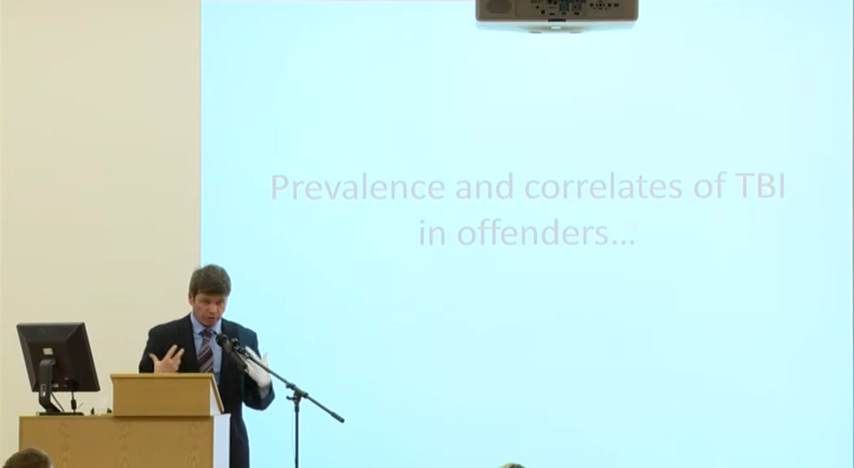 Prevalence and correlates of TBI
in offenders...